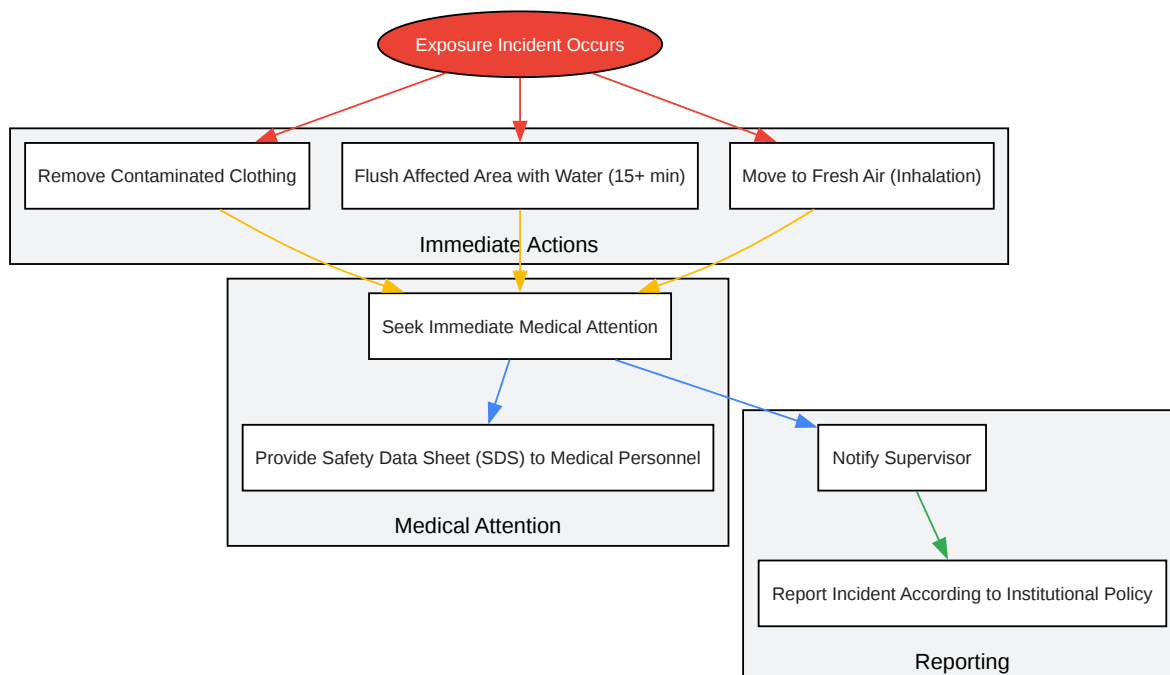 Exposure Incident Occurs
Remove Contaminated Clothing
Flush Affected Area with Water (15+ min)
Move to Fresh Air (Inhalation)
Immediate Actions
Seek Immediate Medical Attention
Provide Safety Data Sheet (SDS) to Medical Personnel
Notify Supervisor
Medical Attention
Report Incident According to Institutional Policy
Reporting